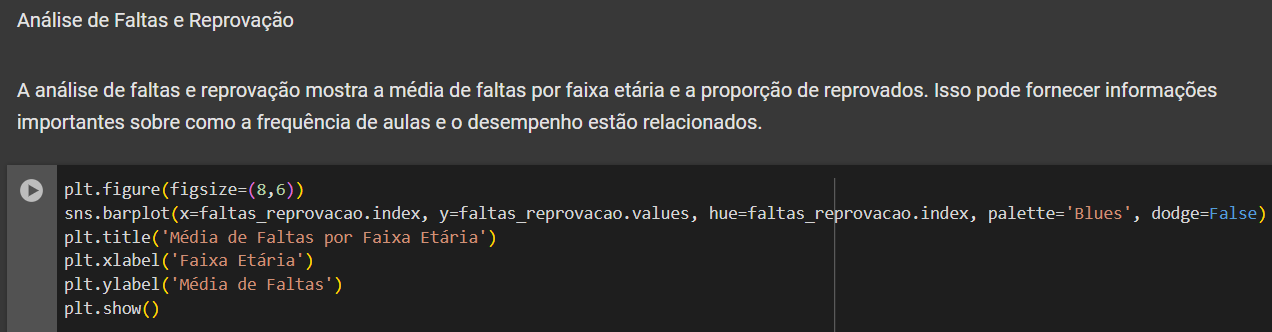 Análise de Faltas e Reprovação
A análise de faltas e reprovação mostra a média de faltas por faixa etária e a proporção de reprovados. Isso pode fornecer informações
importantes sobre como a frequência de aulas e o desempenho estão relacionados.
plt.figure(figsize=(8,6))
sns.barplot(x=faltas_reprovacao.index, y=faltas_reprovacao.values, hue=faltas_reprovacao.index, palette='Blues', dodge=False)
plt.title('Média de Faltas por Faixa Etária')
plt.xlabel('Faixa Etária')
plt.ylabel('Média de Faltas')
plt.show()